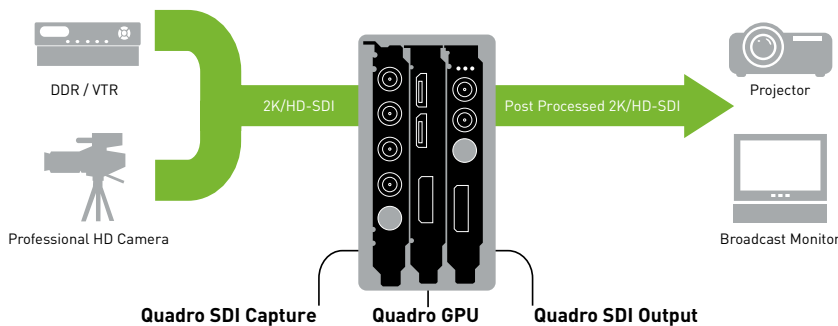 DDR / VTR
2K/HD-SDI
Post Processed 2K/HD-SDI
Projector
Professional HD Camera
Broadcast Monitor
Quadro SDI Capture
Quadro GPU
Quadro SDI Output